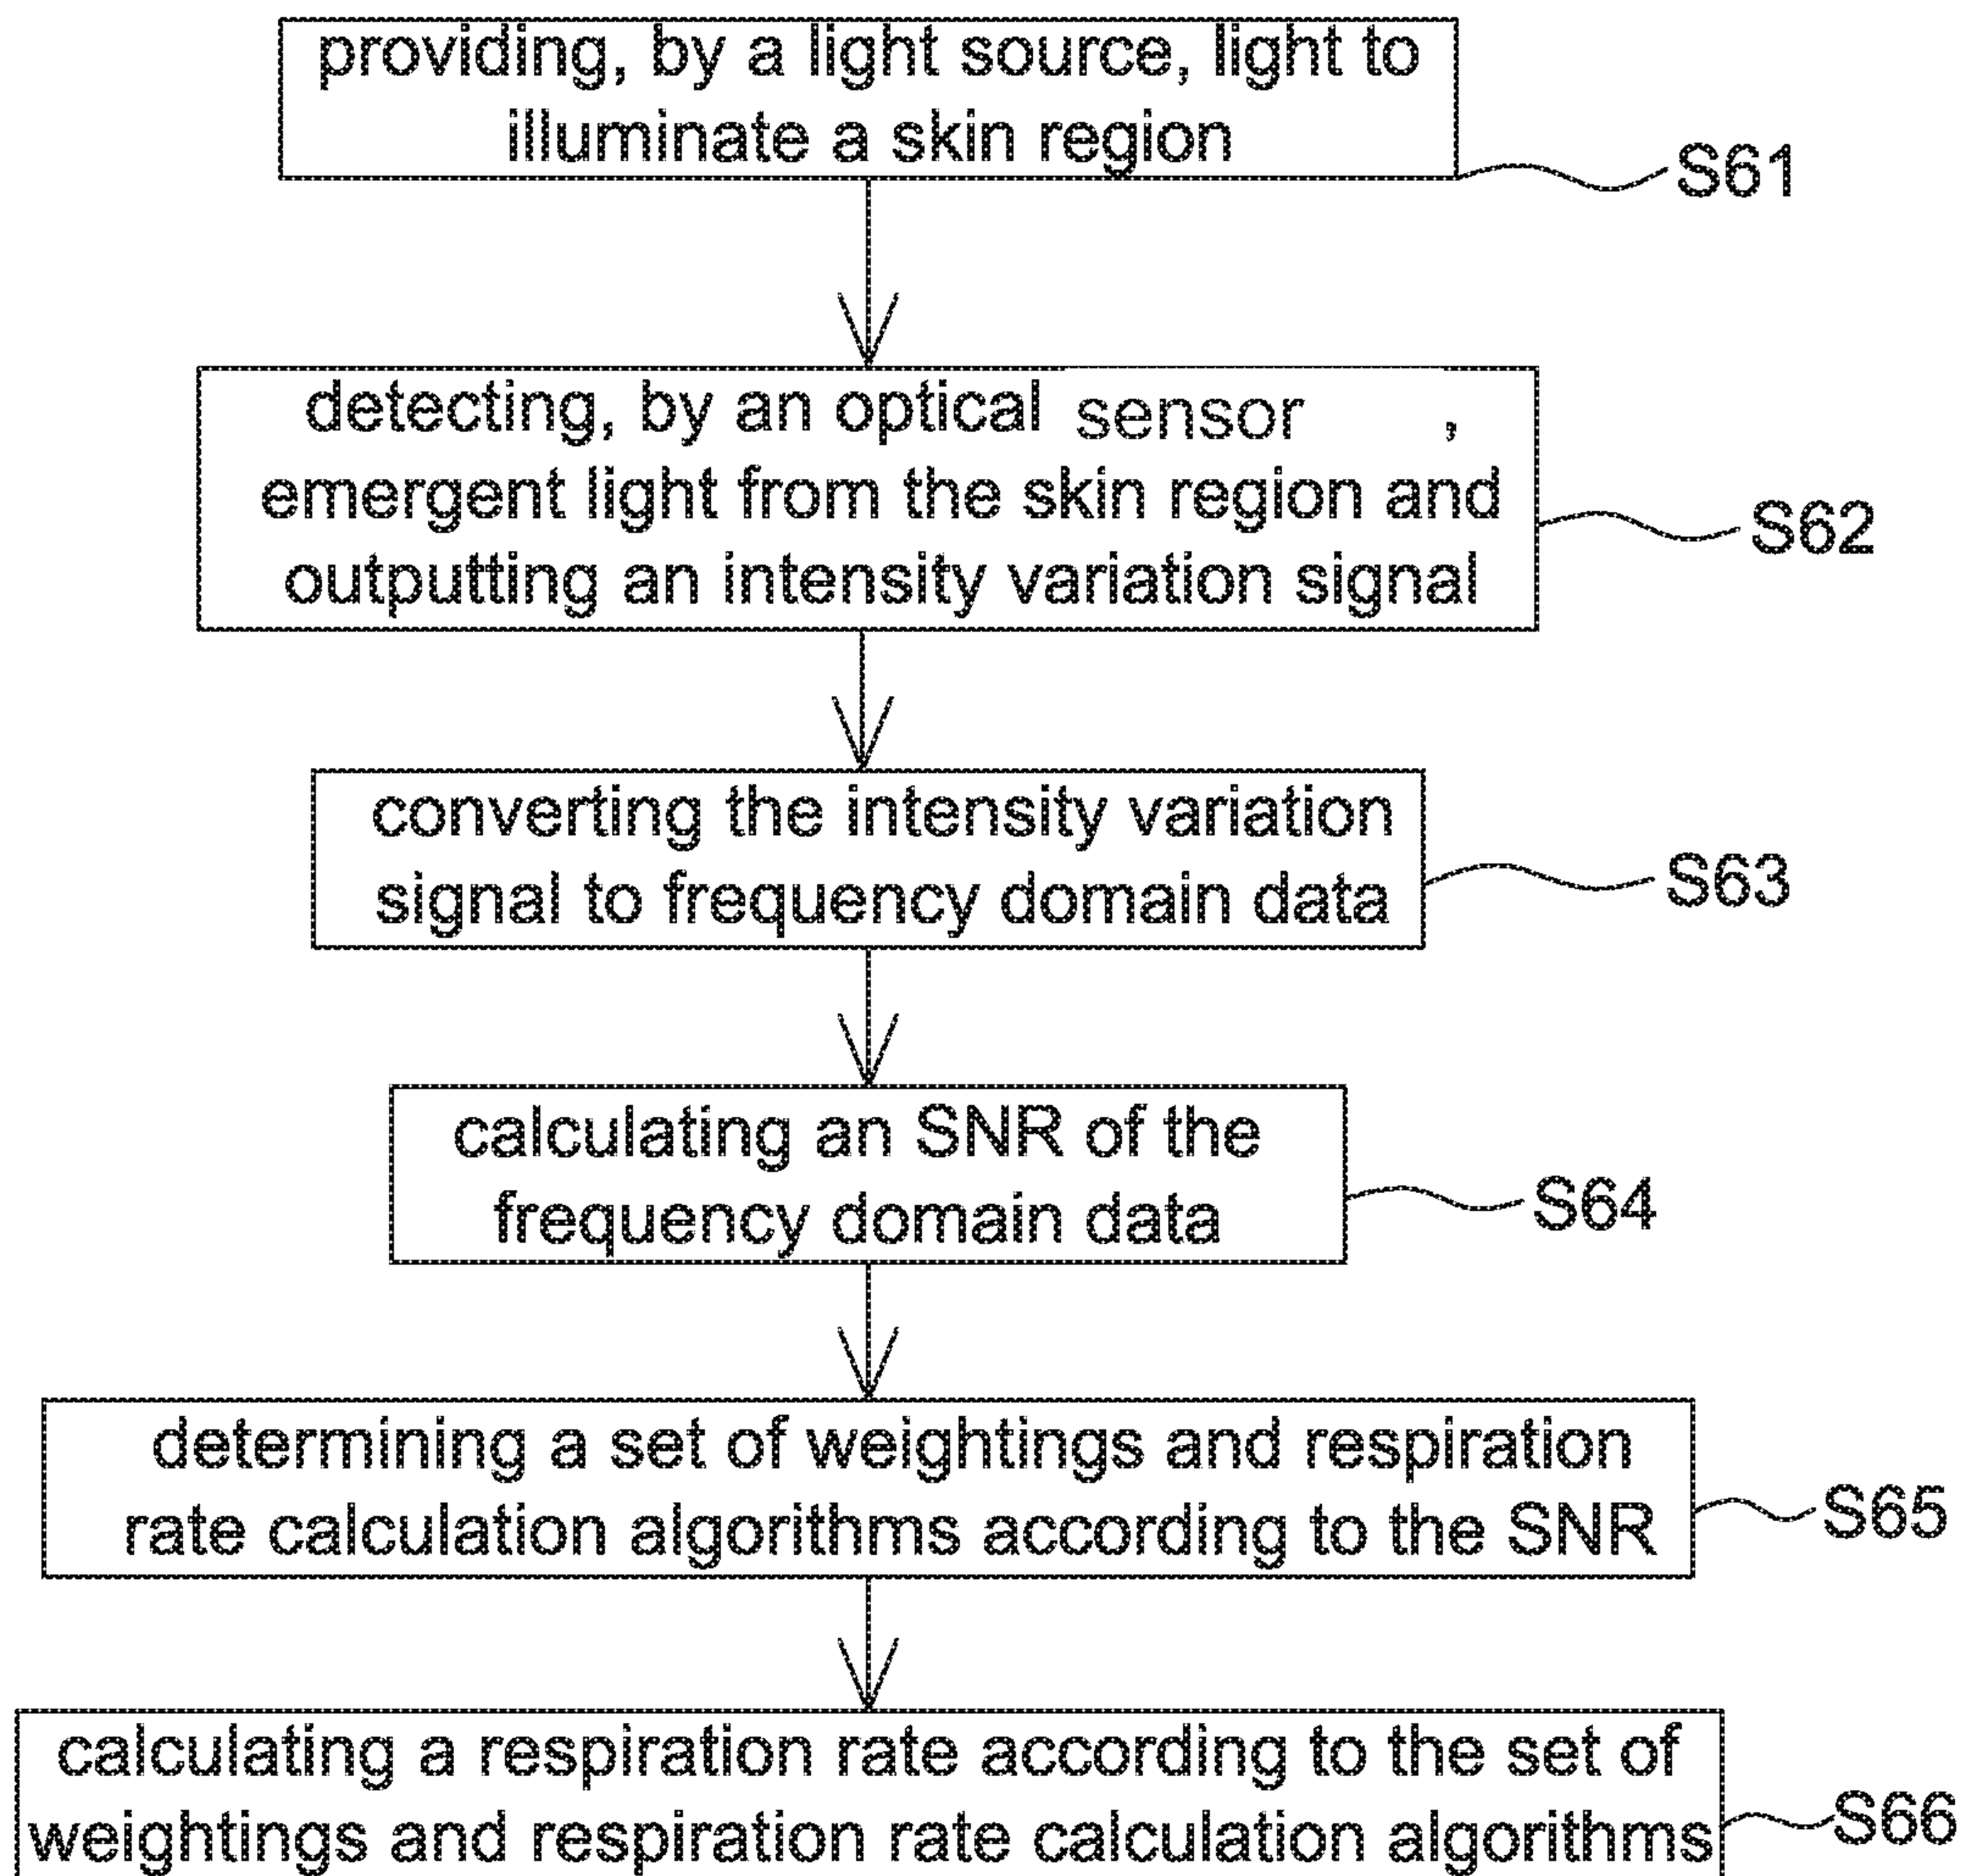 providing, by a light source, light to
illuminate a skin region
S61
detecting, by an optical sensor ,
emergent light from the skin region and
outputting an intensity variation signal
S62
converting the intensity variation
signal to frequency domain data
S63
calculating an SNR of the
frequency domain data
S64
determining a set of weightings and respiration
rate calculation algorithms according to the SNR
S65
calculating a respiration rate according to the set of
weightings and respiration rate calculation algorithms
S66